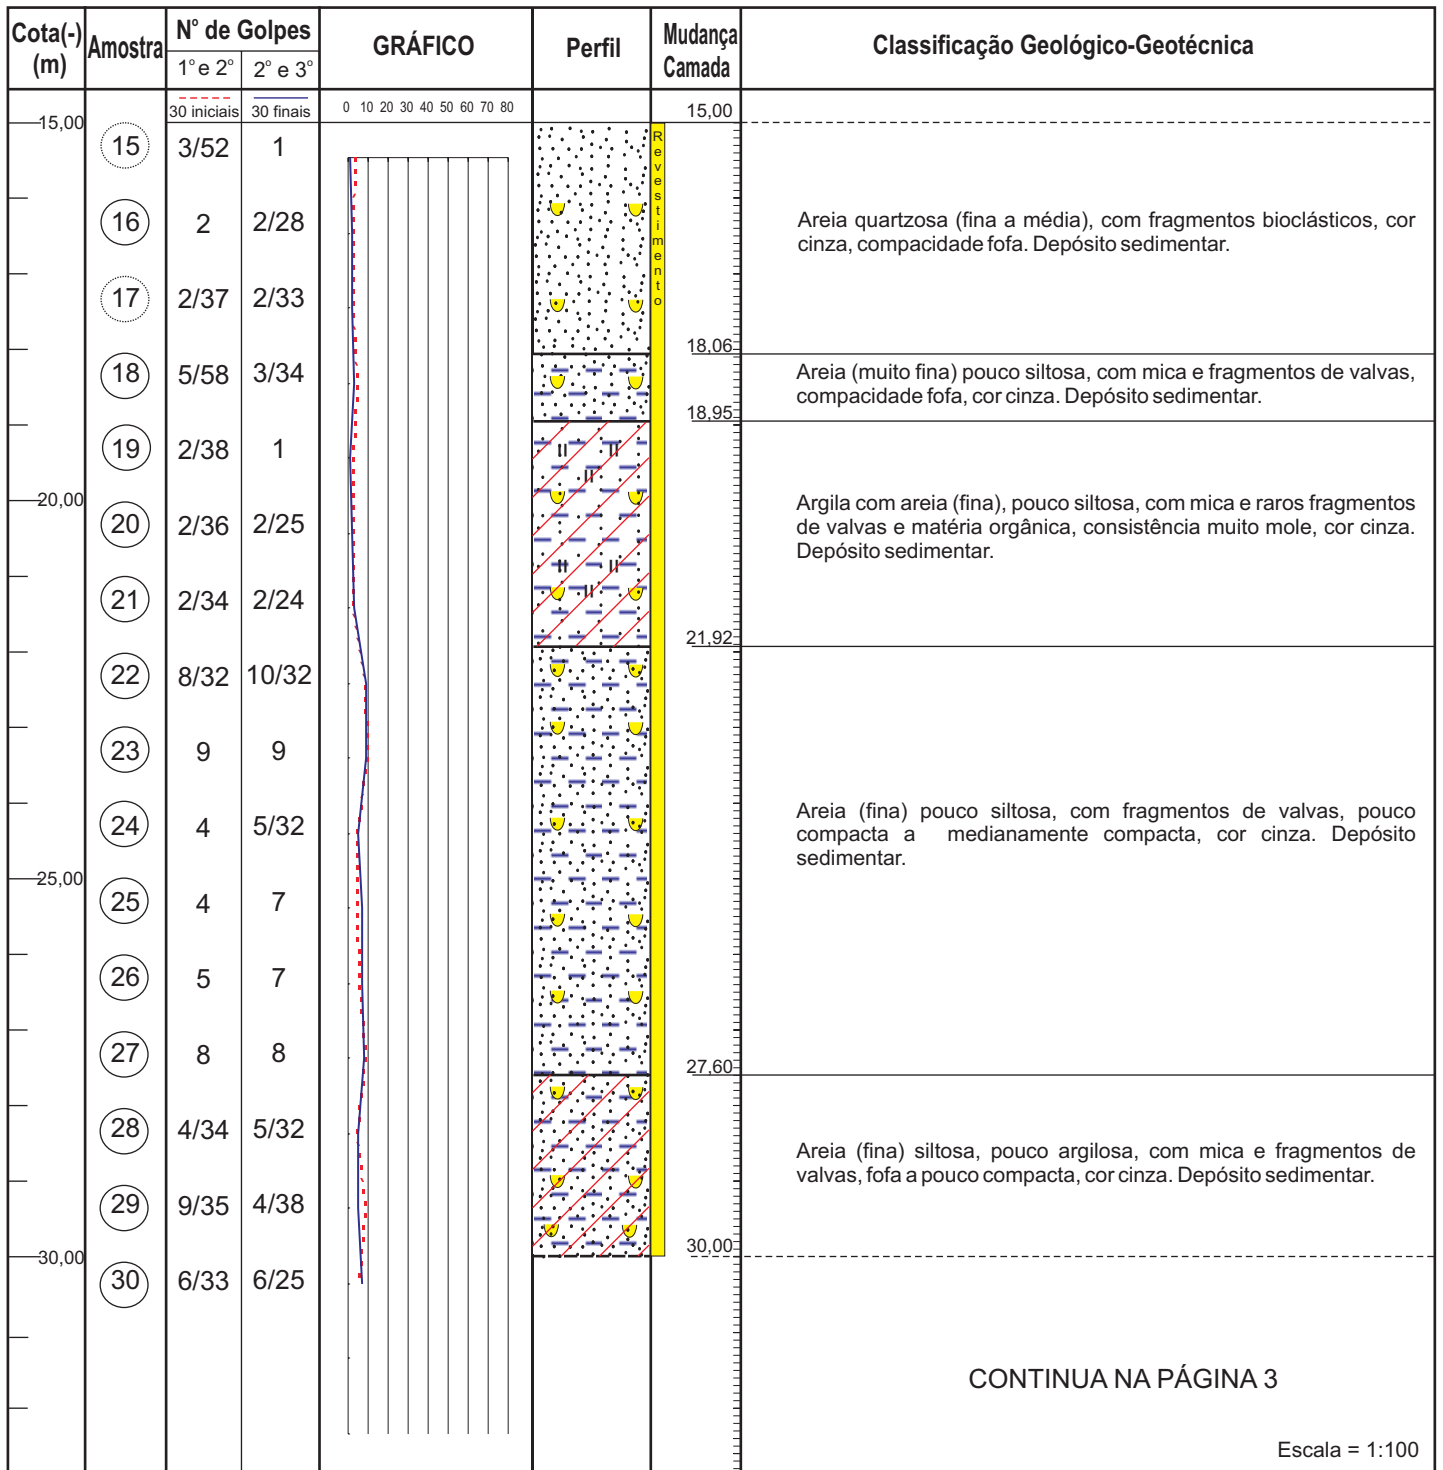 Cota(-) (m)
Amostra
N° de Golpes
1° e 2°
2° e 3°
GRÁFICO
Perfil
Mudança Camada
Classificação Geológico-Geotécnica
30 iniciais
30 finais
0 10 20 30 40 50 60 70 80
15,00
15,00
Revestimento
15 3/52 1
16 2 2/28
Areia quartzosa (fina a média), com fragmentos bioclásticos, cor
cinza, compacidade fofa. Depósito sedimentar.
17 2/37 2/33
18,06
18 5/58 3/34
Areia (muito fina) pouco siltosa, com mica e fragmentos de valvas,
compacidade fofa, cor cinza. Depósito sedimentar.
18,95
19 2/38 1
20,00
Argila com areia (fina), pouco siltosa, com mica e raros fragmentos
de valvas e matéria orgânica, consistência muito mole, cor cinza.
Depósito sedimentar.
20 2/36 2/25
21 2/34 2/24
21,92
22 8/32 10/32
23 9 9
24 4 5/32
Areia (fina) pouco siltosa, com fragmentos de valvas, pouco
compacta a medianamente compacta, cor cinza. Depósito
sedimentar.
25,00
25 4 7
26 5 7
27 8 8
27,60
28 4/34 5/32
Areia (fina) siltosa, pouco argilosa, com mica e fragmentos de
valvas, fofa a pouco compacta, cor cinza. Depósito sedimentar.
29 9/35 4/38
30,00
30,00
30 6/33 6/25
CONTINUA NA PÁGINA 3
Escala = 1:100